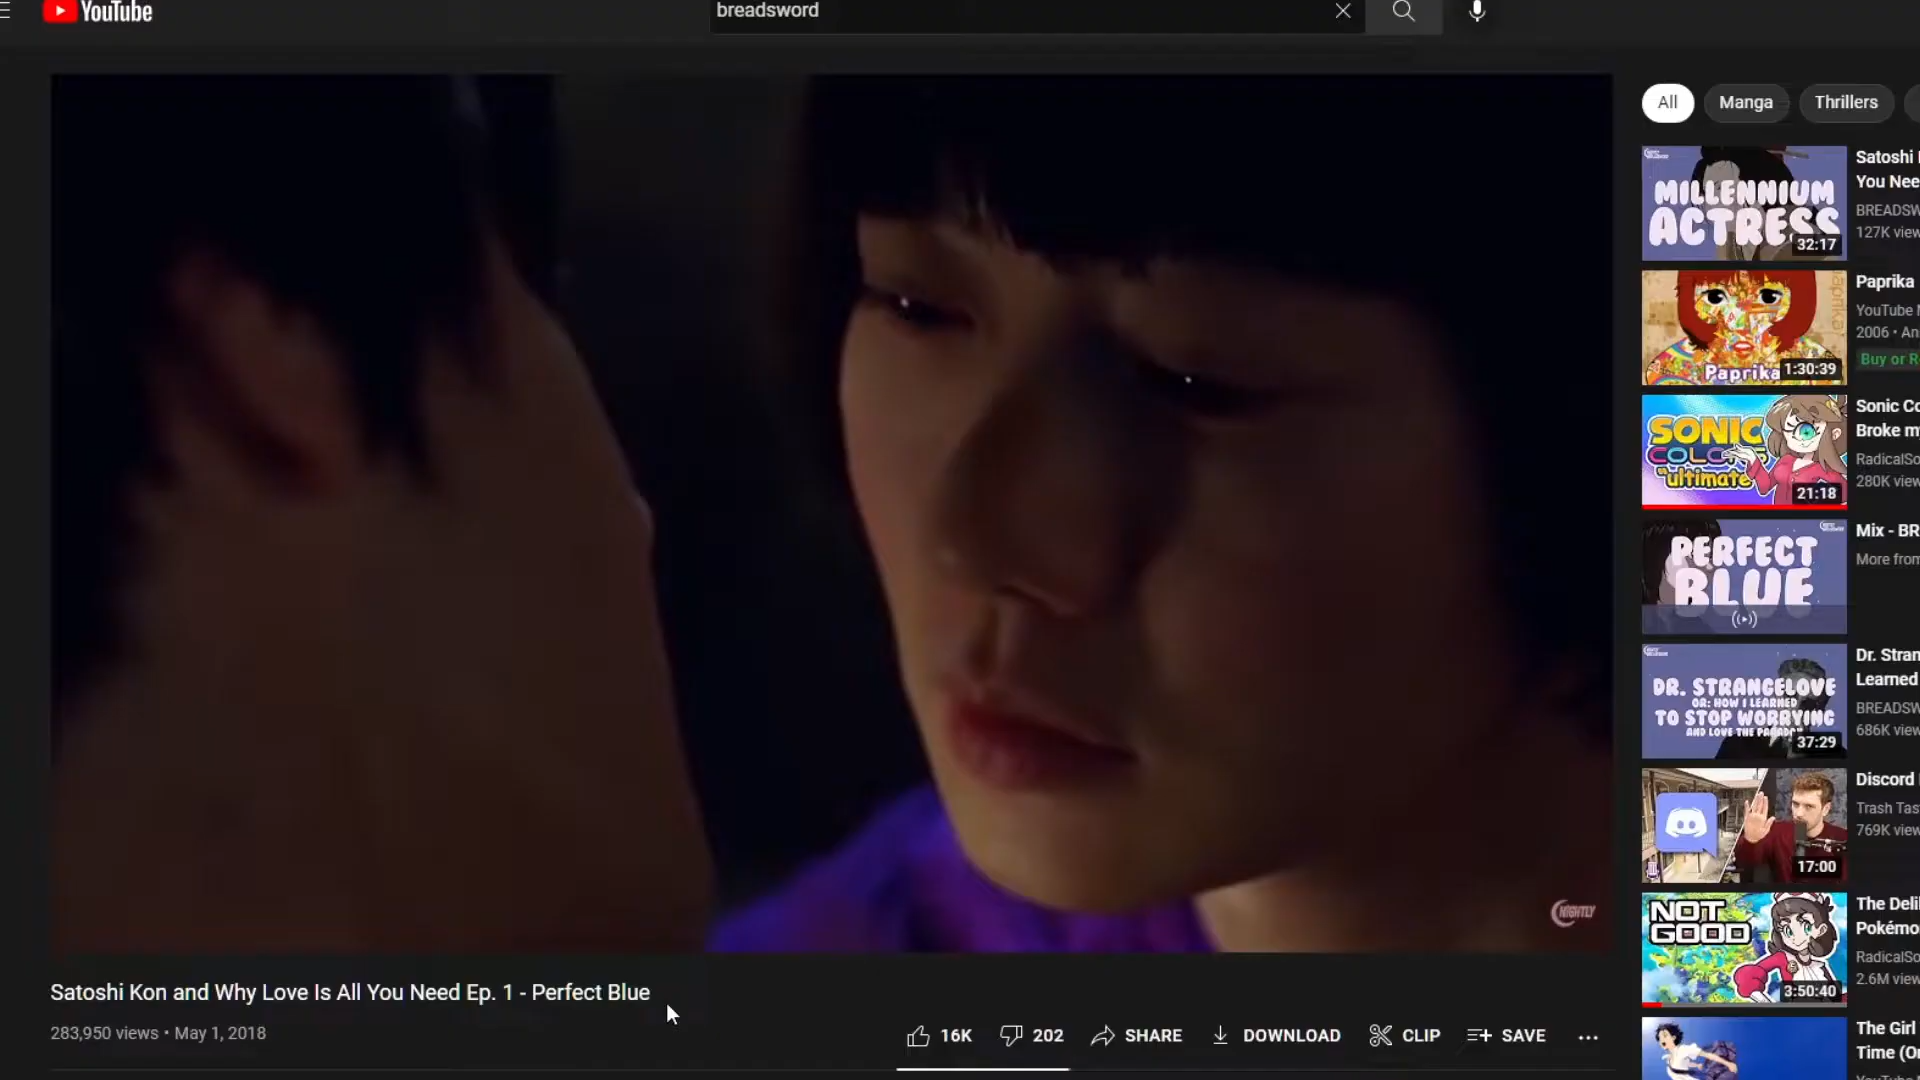 YouTube
breadsword
All
Manga
Thrillers
MILLENNIUM
ACTRESS
32:17
Satoshi
You Nee
BREADSW
127K view
Paprika
1:30:39
Paprika
YouTube
2006 • An
Buy or R
SONIC
COLORS
ultimate
21:18
Sonic Co
Broke m
RadicalSo
280K view
PERFECT
BLUE
Mix - BR
More from
DR. STRANGELOVE
OR: HOW I LEARNED
TO STOP WORRYING
AND LOVE THE
37:29
Dr. Stran
Learned
BREADSW
686K view
17:00
Discord
Trash Tas
769K view
NOT
GOOD
3:50:40
The Deli
Pokémo
RadicalSo
2.6M view
The Girl
Time (O
NIGHTLY
Satoshi Kon and Why Love Is All You Need Ep. 1 - Perfect Blue
283,950 views • May 1, 2018
16K
202
SHARE
DOWNLOAD
CLIP
SAVE